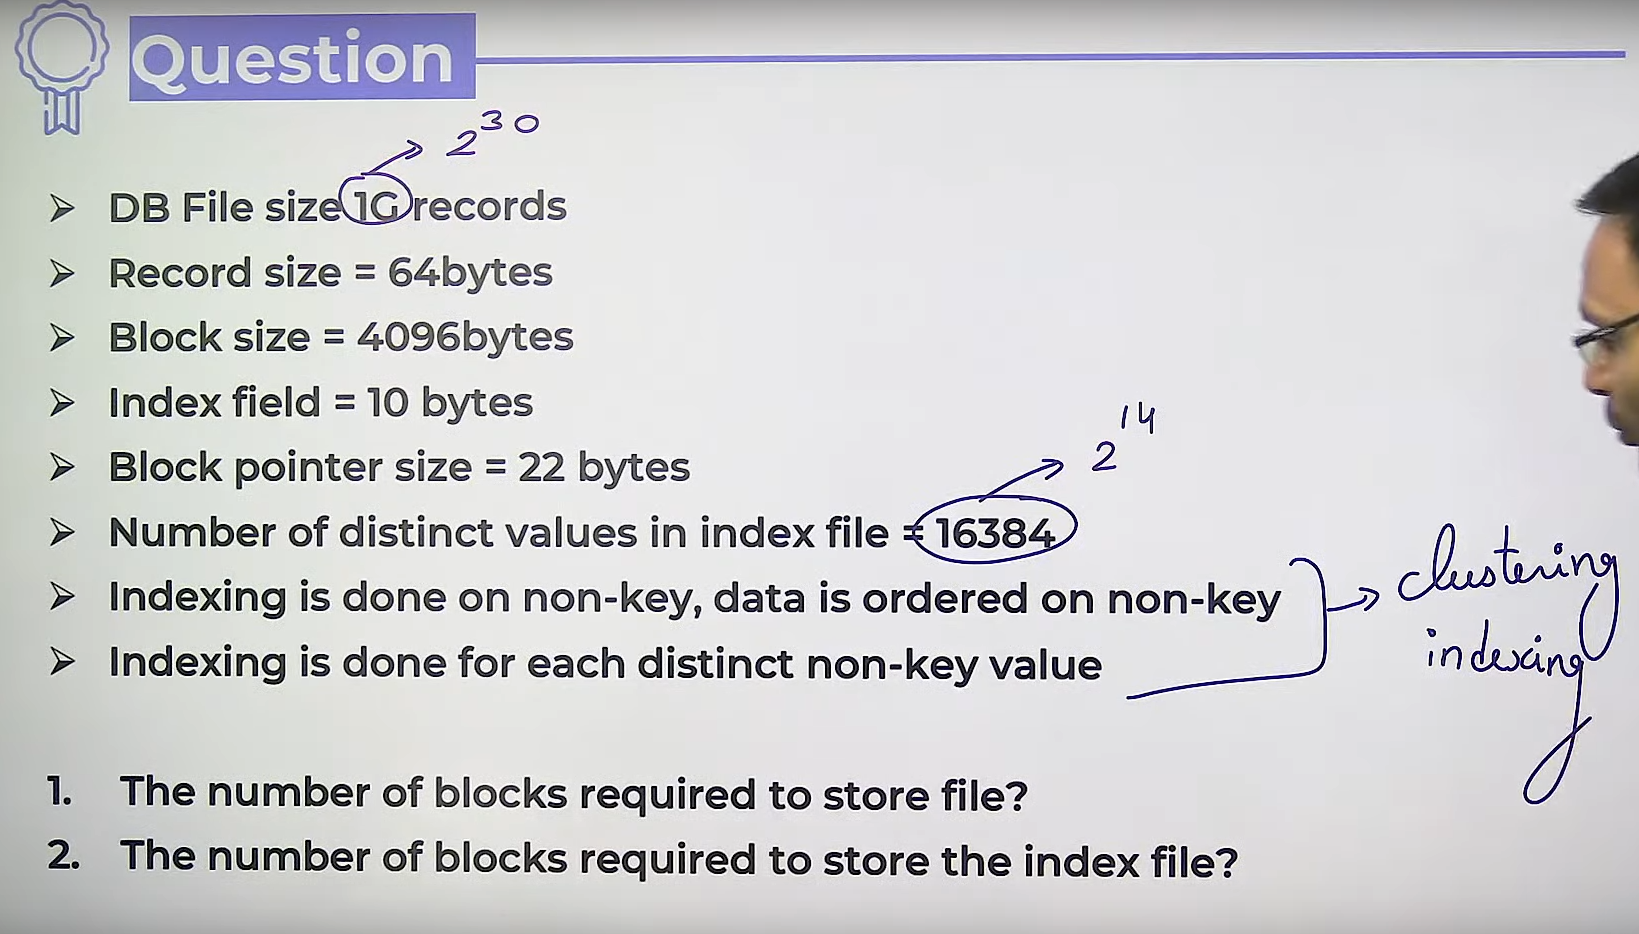 Question
2^30
➢ DB File size 1G records
➢ Record size = 64bytes
➢ Block size = 4096bytes
➢ Index field = 10 bytes
2^14
➢ Block pointer size = 22 bytes
➢ Number of distinct values in index file = 16384
➢ Indexing is done on non-key, data is ordered on non-key
clustering
➢ Indexing is done for each distinct non-key value
indexing
1. The number of blocks required to store file?
2. The number of blocks required to store the index file?